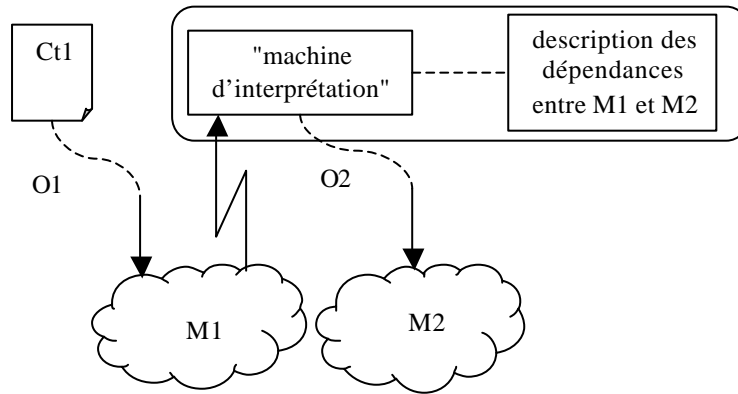 Ct1
"machine
d’interprétation"
description des
dépendances
entre M1 et M2
O1
O2
M1
M2